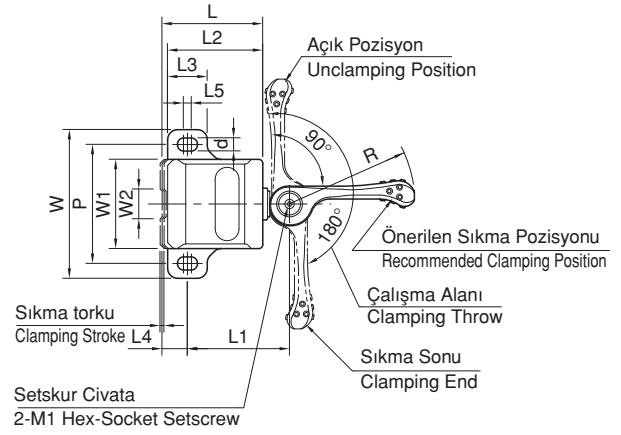 L
L2
L3
L5
Açık Pozisyon
Unclamping Position
d
90°
R
W
P
W1
W2
180°
Önerilen Sıkma Pozisyonu
Recommended Clamping Position
Çalışma Alanı
Clamping Throw
Sıkma torku
Clamping Stroke
L4
L1
Sıkma Sonu
Clamping End
Setskur Civata
2-M1 Hex-Socket Setscrew